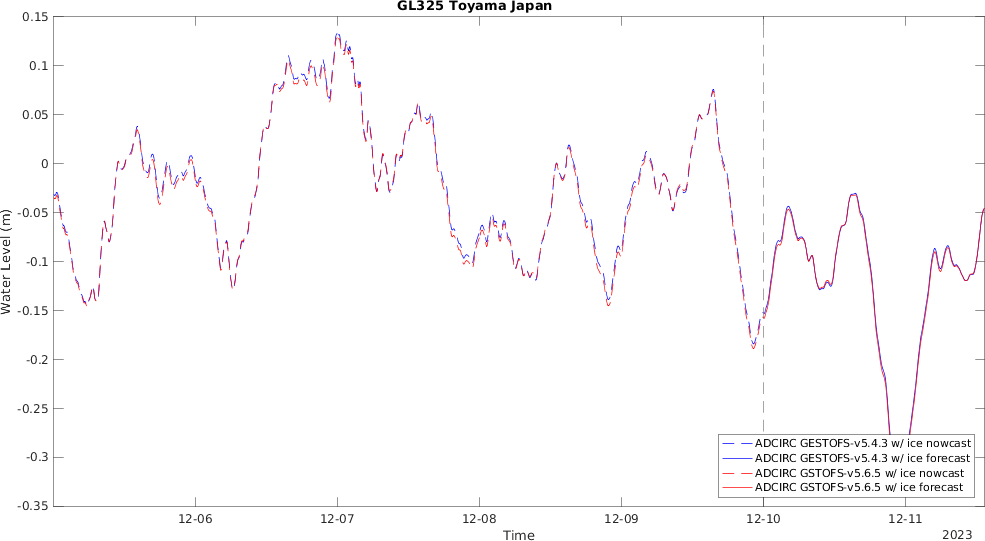 GL325 Toyama Japan
0.15
0.1
0.05
0
-0.05
-0.1
-0.15
-0.2
-0.25
-0.3
-0.35
Water Level (m)
ADCIRC GESTOFS-v5.4.3 w/ ice nowcast
ADCIRC GESTOFS-v5.4.3 w/ ice forecast
ADCIRC GSTOFS-v5.6.5 w/ ice nowcast
ADCIRC GSTOFS-v5.6.5 w/ ice forecast
12-06
12-07
12-08
12-09
12-10
12-11
Time
2023